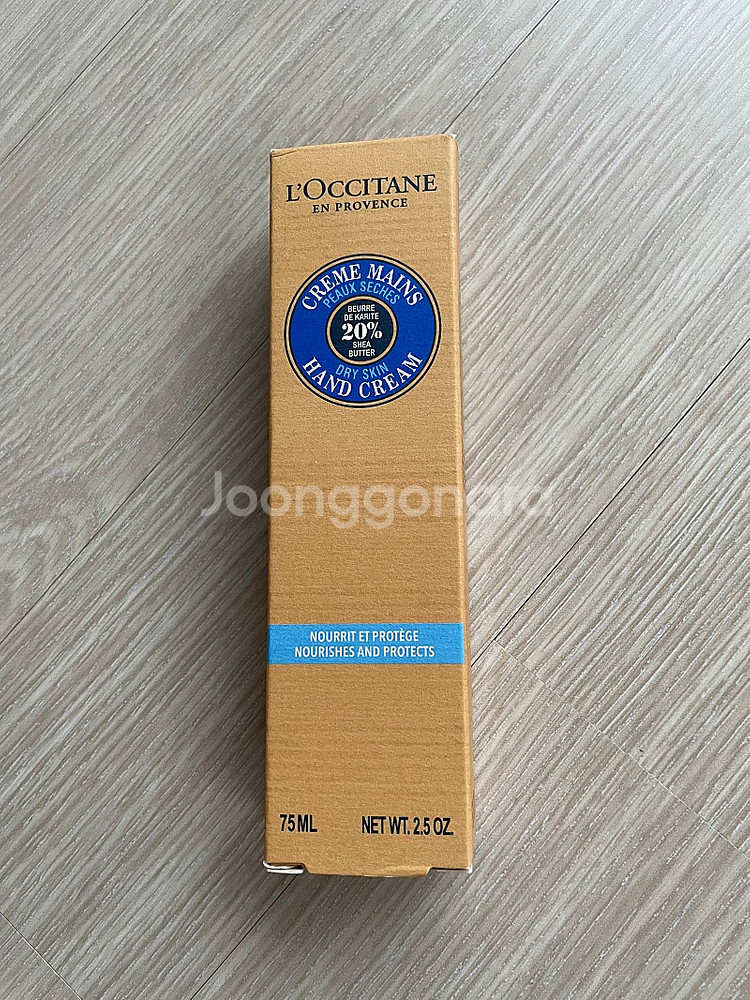 L'OCCITANE
EN PROVENCE
CREME MAINS
PEAUX SECHES
BEURRE
DE KARITE
20%
SHEA
BUTTER
DRY SKIN
HAND CREAM
Joonggonara
NOURRIT ET PROTÈGE
NOURISHES AND PROTECTS
75 ML NET WT. 2.5 OZ.